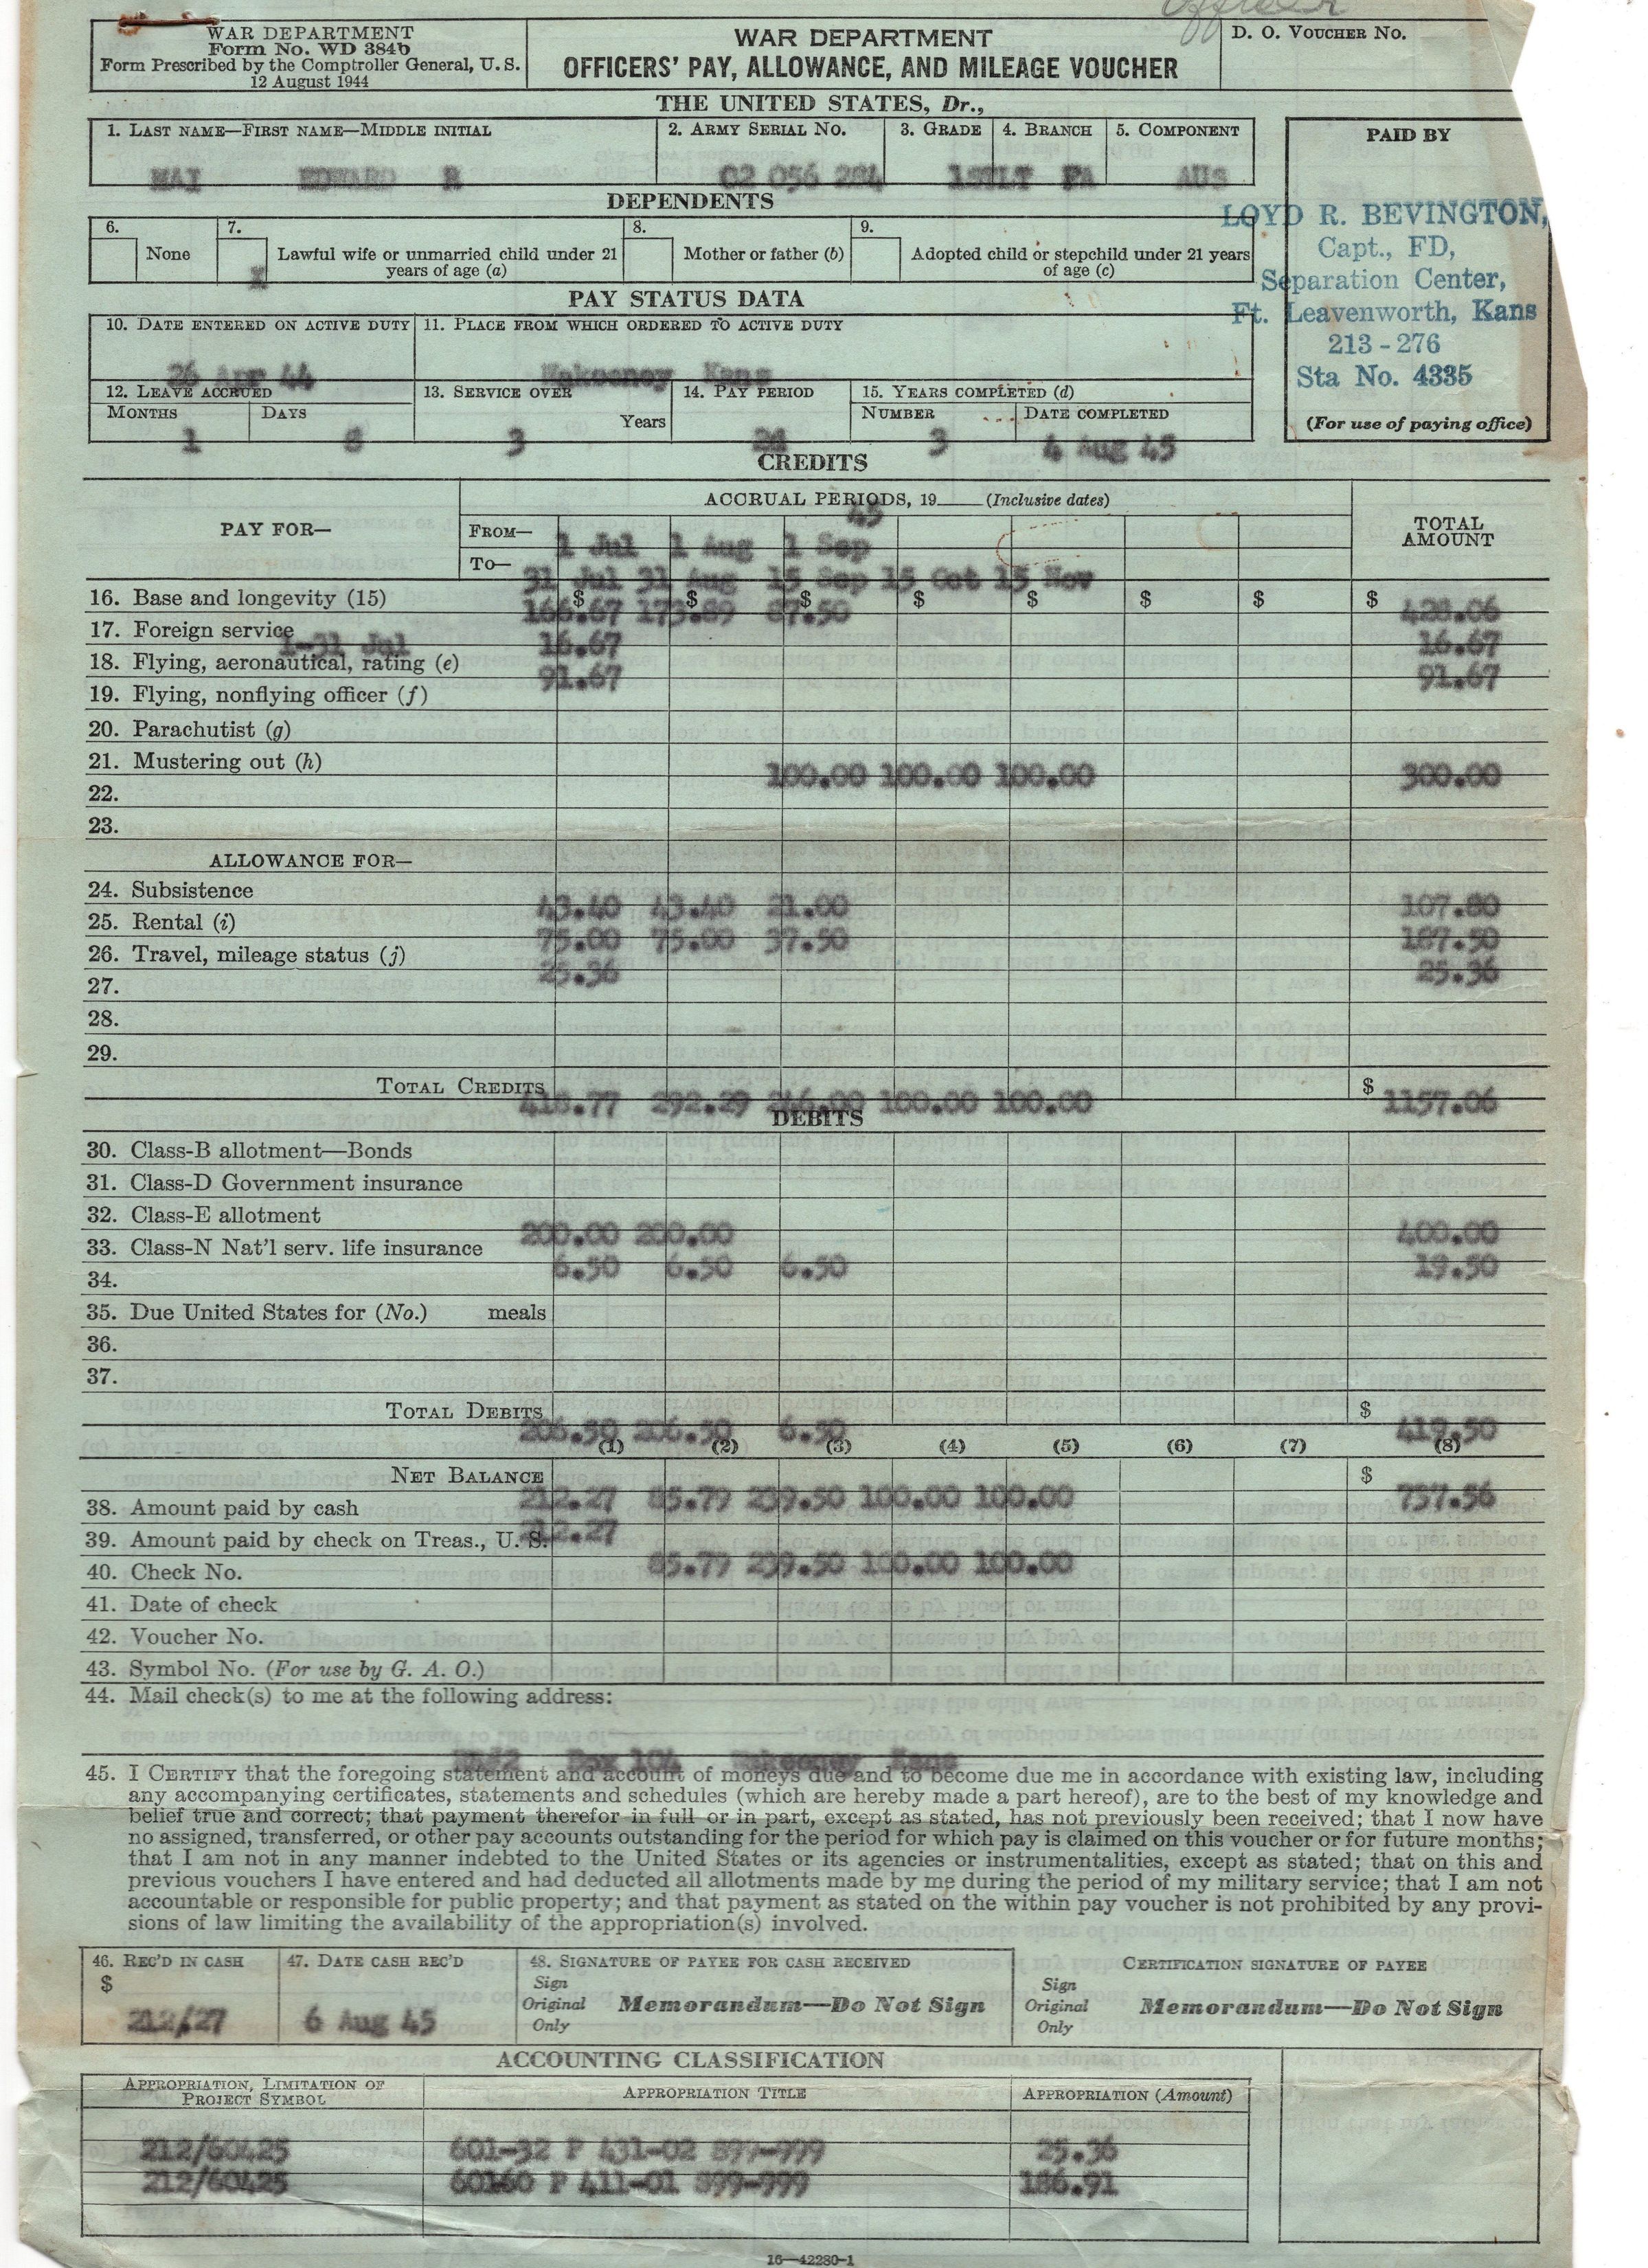 Officer
WAR DEPARTMENT
Form No. WD 384b
Form Prescribed by the Comptroller General, U. S.
12 August 1944
WAR DEPARTMENT
OFFICERS' PAY, ALLOWANCE, AND MILEAGE VOUCHER
D. O. VOUCHER NO.
THE UNITED STATES, Dr.,
1. LAST NAME—FIRST NAME—MIDDLE INITIAL 2. ARMY SERIAL NO. 3. GRADE 4. BRANCH 5. COMPONENT
MAI EDWARD R 02 056 284 1STLT FA AUS
PAID BY
LOYD R. BEVINGTON,
Capt., FD,
Separation Center,
Ft. Leavenworth, Kans
213 - 276
Sta No. 4335
(For use of paying office)
DEPENDENTS
6. None 7. x Lawful wife or unmarried child under 21 years of age (a) 8. Mother or father (b) 9. Adopted child or stepchild under 21 years of age (c)
PAY STATUS DATA
10. DATE ENTERED ON ACTIVE DUTY 11. PLACE FROM WHICH ORDERED TO ACTIVE DUTY
26 Apr 44 Wakeeney Kans
12. LEAVE ACCRUED 13. SERVICE OVER 14. PAY PERIOD 15. YEARS COMPLETED (d)
MONTHS DAYS Years NUMBER DATE COMPLETED
1 8 3 3 4 Aug 45
CREDITS
PAY FOR— ACCRUAL PERIODS, 19 45 (Inclusive dates) TOTAL AMOUNT
FROM— 1 Jul 1 Aug 1 Sep
TO— 31 Jul 31 Aug 15 Sep 15 Oct 15 Nov
16. Base and longevity (15) $ 166.67 $ 173.89 $ 87.50 $ $ $ $ $ 428.06
17. Foreign service 1-31 Jul 16.67 16.67
18. Flying, aeronautical, rating (e) 91.67 91.67
19. Flying, nonflying officer (f)
20. Parachutist (g)
21. Mustering out (h) 100.00 100.00 100.00 300.00
22.
23.
ALLOWANCE FOR—
24. Subsistence 43.40 43.40 21.00 107.80
25. Rental (i) 75.00 75.00 37.50 187.50
26. Travel, mileage status (j) 25.36 25.36
27.
28.
29.
TOTAL CREDITS 418.77 292.29 246.00 100.00 100.00 $ 1157.06
DEBITS
30. Class-B allotment—Bonds
31. Class-D Government insurance
32. Class-E allotment 200.00 200.00 400.00
33. Class-N Nat'l serv. life insurance 6.50 6.50 6.50 19.50
34.
35. Due United States for (No.) meals
36.
37.
TOTAL DEBITS 206.50 206.50 6.50 $ 419.50
(1) (2) (3) (4) (5) (6) (7) (8)
NET BALANCE 212.27 85.79 239.50 100.00 100.00 $ 737.56
38. Amount paid by cash 212.27
39. Amount paid by check on Treas., U. S. 85.79 239.50 100.00 100.00
40. Check No.
41. Date of check
42. Voucher No.
43. Symbol No. (For use by G. A. O.)
44. Mail check(s) to me at the following address:
Box 104 Wakeeney Kans
45. I CERTIFY that the foregoing statement and account of moneys due and to become due me in accordance with existing law, including
any accompanying certificates, statements and schedules (which are hereby made a part hereof), are to the best of my knowledge and
belief true and correct; that payment therefor in full or in part, except as stated, has not previously been received; that I now have
no assigned, transferred, or other pay accounts outstanding for the period for which pay is claimed on this voucher or for future months;
that I am not in any manner indebted to the United States or its agencies or instrumentalities, except as stated; that on this and
previous vouchers I have entered and had deducted all allotments made by me during the period of my military service; that I am not
accountable or responsible for public property; and that payment as stated on the within pay voucher is not prohibited by any provi-
sions of law limiting the availability of the appropriation(s) involved.
46. REC'D IN CASH 47. DATE CASH REC'D 48. SIGNATURE OF PAYEE FOR CASH RECEIVED CERTIFICATION SIGNATURE OF PAYEE
$ 212/27 6 Aug 45 Sign Original Only Memorandum—Do Not Sign Sign Original Only Memorandum—Do Not Sign
ACCOUNTING CLASSIFICATION
APPROPRIATION, LIMITATION OF PROJECT SYMBOL APPROPRIATION TITLE APPROPRIATION (Amount)
212/60425 601-32 P 431-02 899-999 25.36
212/60425 60160 P 411-01 899-999 186.91
16—42280-1